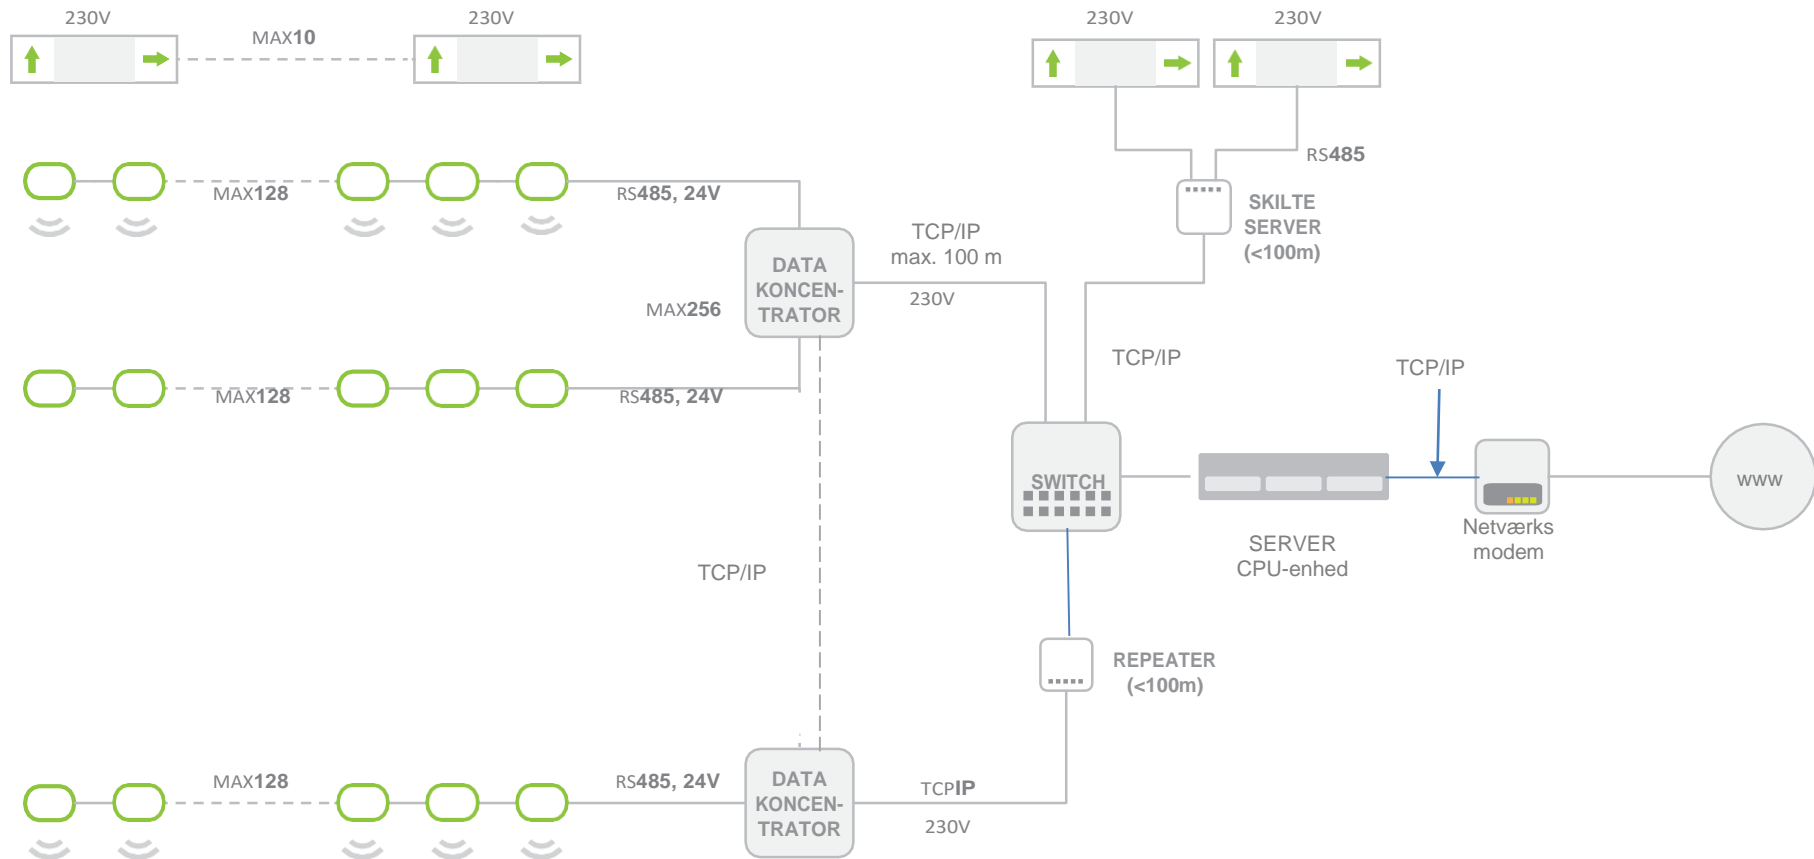 230V
230V
230V
230V
MAX10
RS485
MAX128
RS485, 24V
SKILTE
SERVER
(<100m)
TCP/IP
max. 100 m
230V
DATA
KONCEN-
TRATOR
MAX256
TCP/IP
TCP/IP
MAX128
RS485, 24V
SWITCH
www
SERVER
CPU-enhed
Netværks
modem
TCP/IP
REPEATER
(<100m)
MAX128
RS485, 24V
DATA
KONCEN-
TRATOR
TCPIP
230V